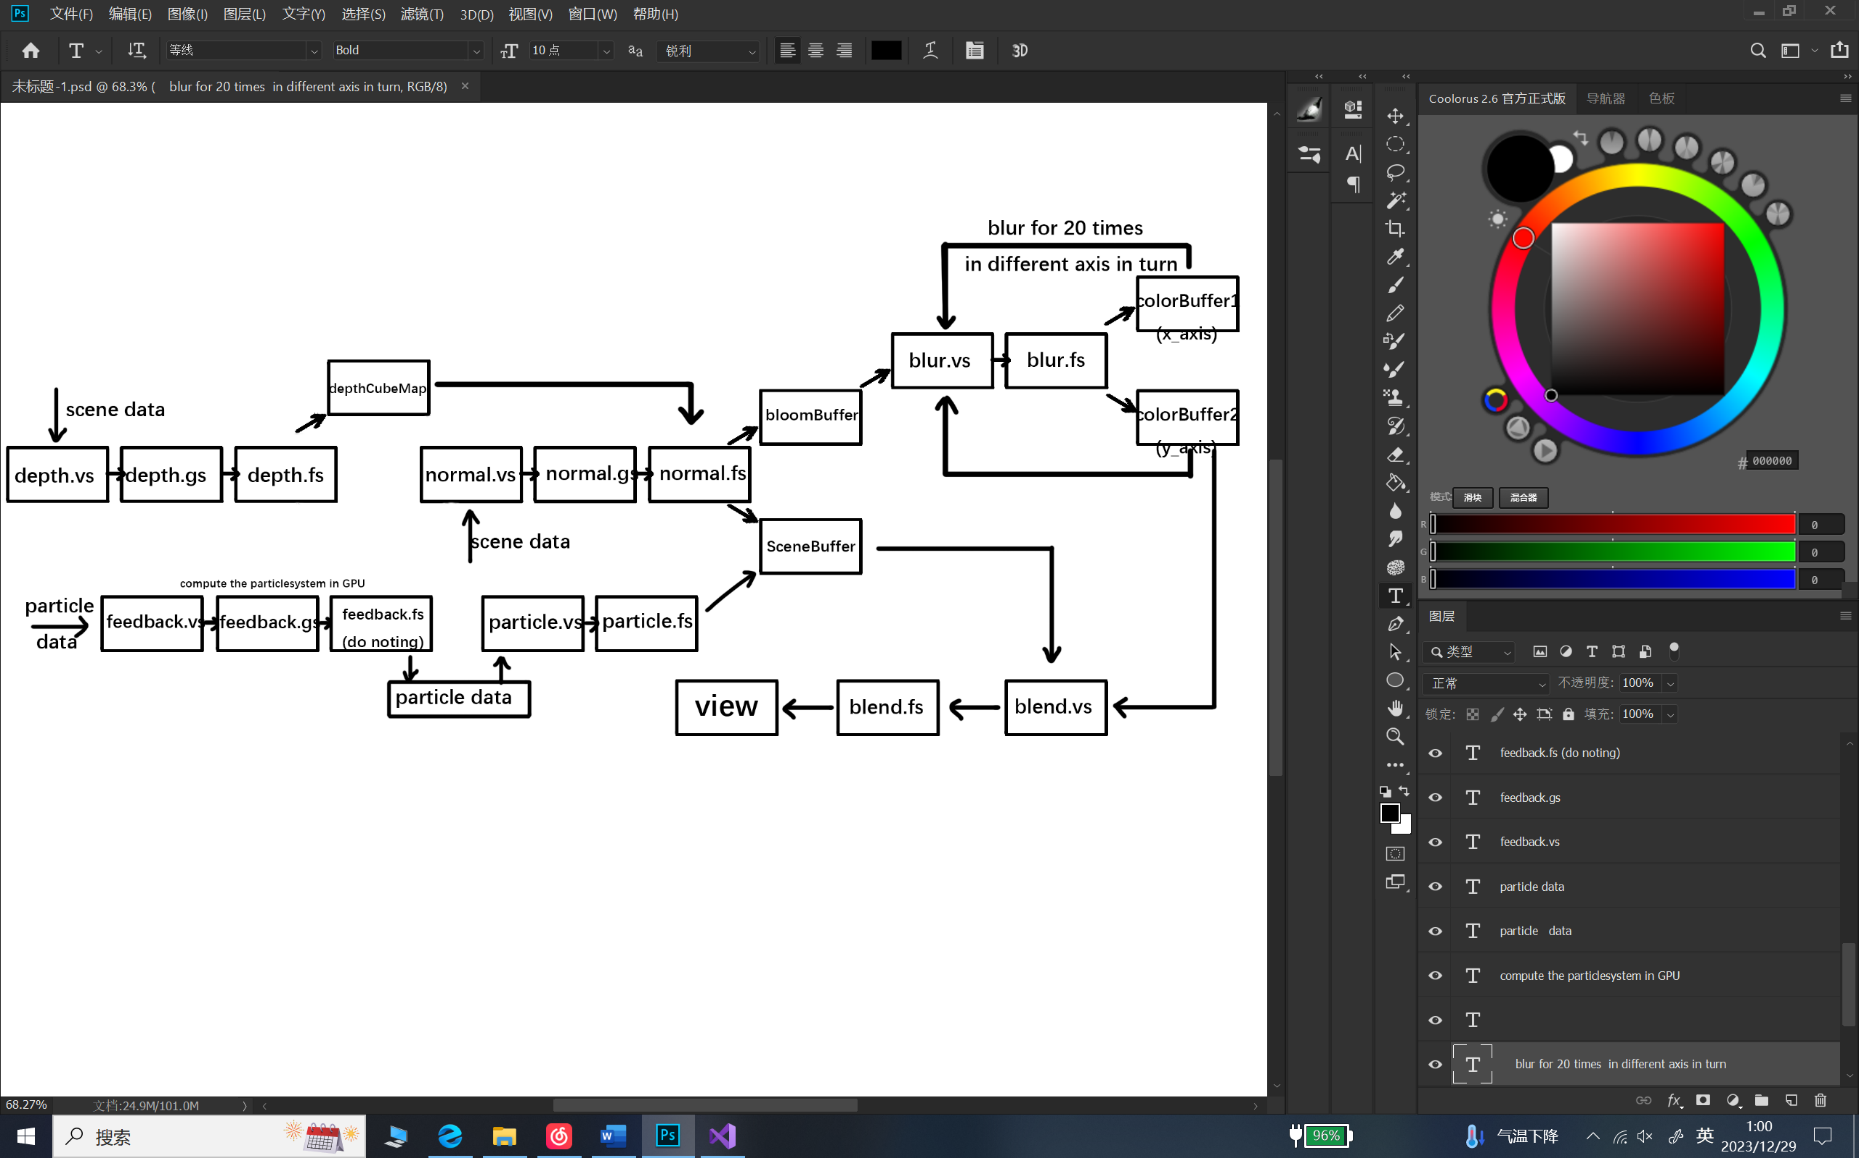 Ps 文件(F) 编辑(E) 图像(I) 图层(L) 文字(Y) 选择(S) 滤镜(T) 3D(D) 视图(V) 窗口(W) 帮助(H)
T 等线 Bold 10 点 aa 锐利 3D
未标题-1.psd @ 68.3% ( blur for 20 times in different axis in turn, RGB/8) ×
Coolorus 2.6 官方正式版 导航器 色板
blur for 20 times
in different axis in turn
colorBuffer1
(x_axis)
blur.vs
blur.fs
colorBuffer2
(y_axis)
depthCubeMap
bloomBuffer
scene data
depth.vs
depth.gs
depth.fs
normal.vs
normal.gs
normal.fs
scene data
SceneBuffer
compute the particlesystem in GPU
particle
data
feedback.vs
feedback.gs
feedback.fs
(do noting)
particle.vs
particle.fs
particle data
view
blend.fs
blend.vs
# 000000
模式: 滑块 混合器
R 0
G 0
B 0
图层
类型
正常 不透明度: 100%
锁定: 填充: 100%
T feedback.fs (do noting)
T feedback.gs
T feedback.vs
T particle data
T particle data
T compute the particlesystem in GPU
T
T blur for 20 times in different axis in turn
fx
68.27% 文档:24.9M/101.0M
搜索
Ps
96%
气温下降
英
1:00
2023/12/29